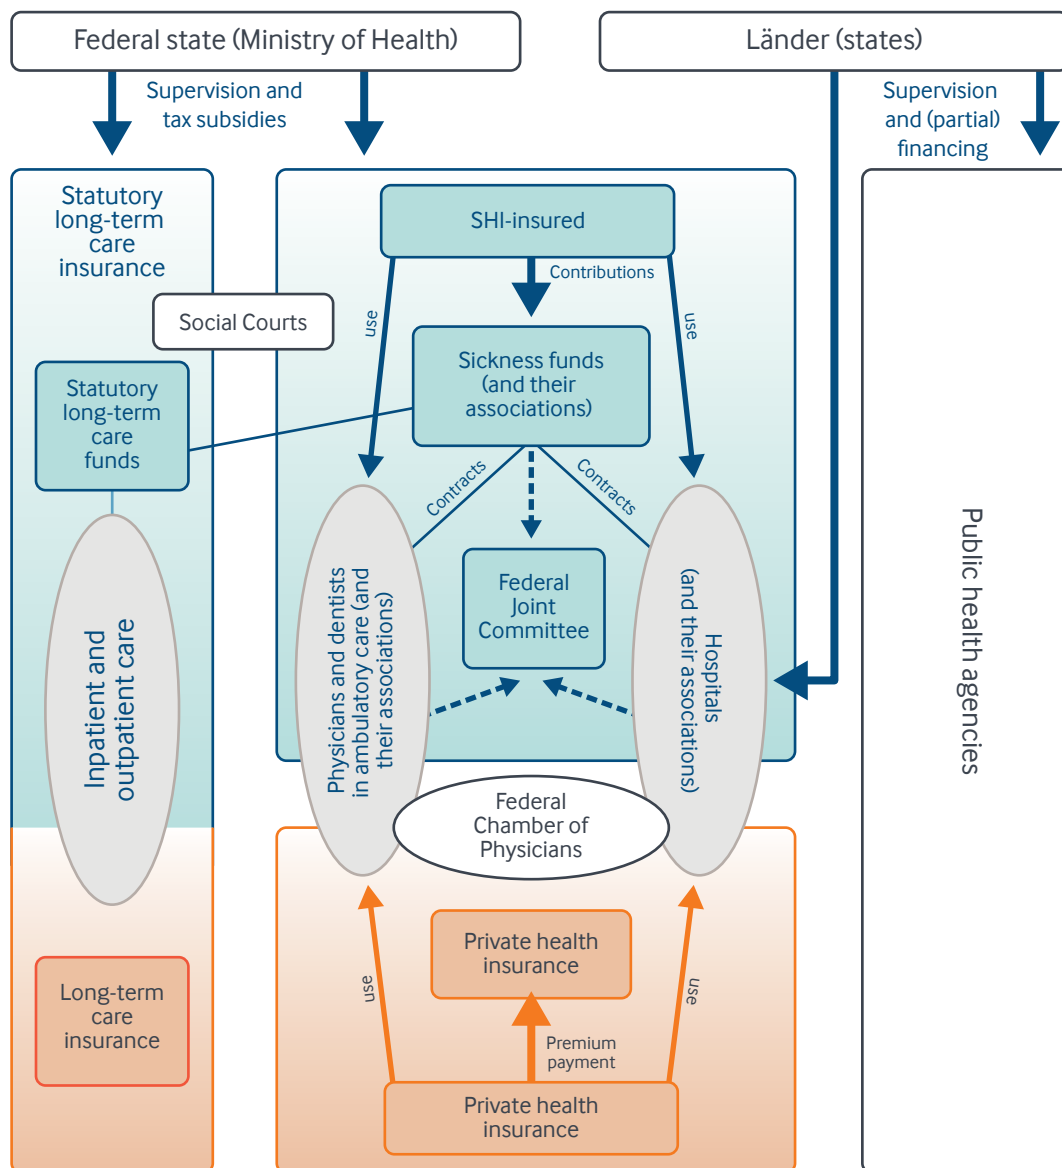 Federal state (Ministry of Health)
Länder (states)
Supervision and
tax subsidies
Supervision
and (partial)
financing
Statutory
long-term
care
insurance
SHI-insured
Contributions
use
use
Social Courts
Sickness funds
(and their
associations)
Statutory
long-term
care
funds
Contracts
Contracts
Federal
Joint
Committee
Inpatient and
outpatient care
Physicians and dentists
in ambulatory care (and
their associations)
Hospitals
(and their associations)
Public health agencies
Federal
Chamber of
Physicians
Private health
insurance
use
use
Long-term
care
insurance
Premium
payment
Private health
insurance